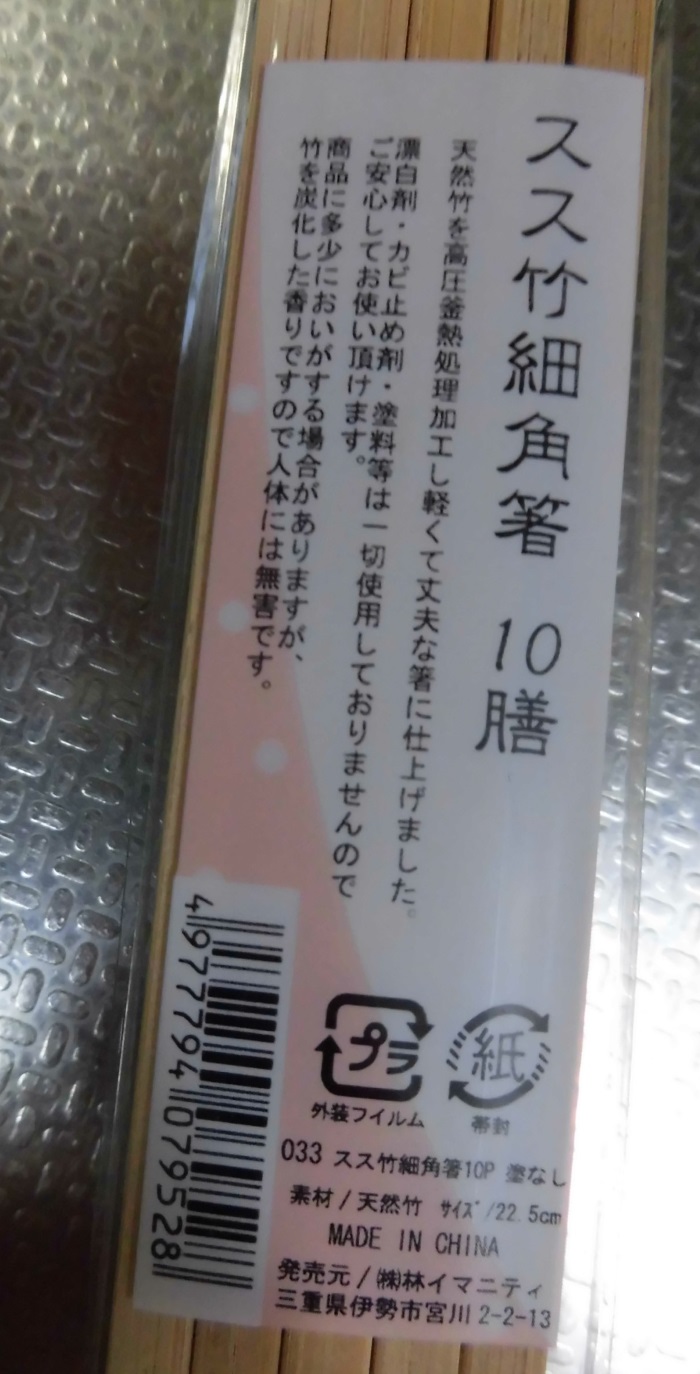 スス竹細角箸 10膳
天然竹を高圧釜熱処理加工し軽くて丈夫な箸に仕上げました。
漂白剤・カビ止め剤・塗料等は一切使用しておりませんので
ご安心してお使い頂けます。
商品に多少においがする場合がありますが、
竹を炭化した香りですので人体には無害です。
紙
帯封
プラ
外装フイルム
033 スス竹細角箸10P 塗なし
素材/天然竹 サイズ/22.5cm
MADE IN CHINA
発売元/㈱林イマニティ
三重県伊勢市宮川2-2-13
4977794079528